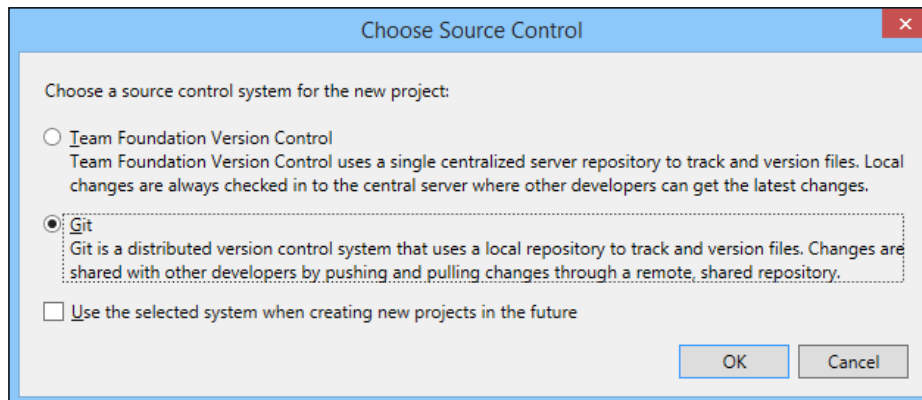 Choose Source Control
Choose a source control system for the new project:
Team Foundation Version Control
Team Foundation Version Control uses a single centralized server repository to track and version files. Local
changes are always checked in to the central server where other developers can get the latest changes.
Git
Git is a distributed version control system that uses a local repository to track and version files. Changes are
shared with other developers by pushing and pulling changes through a remote, shared repository.
Use the selected system when creating new projects in the future
OK Cancel